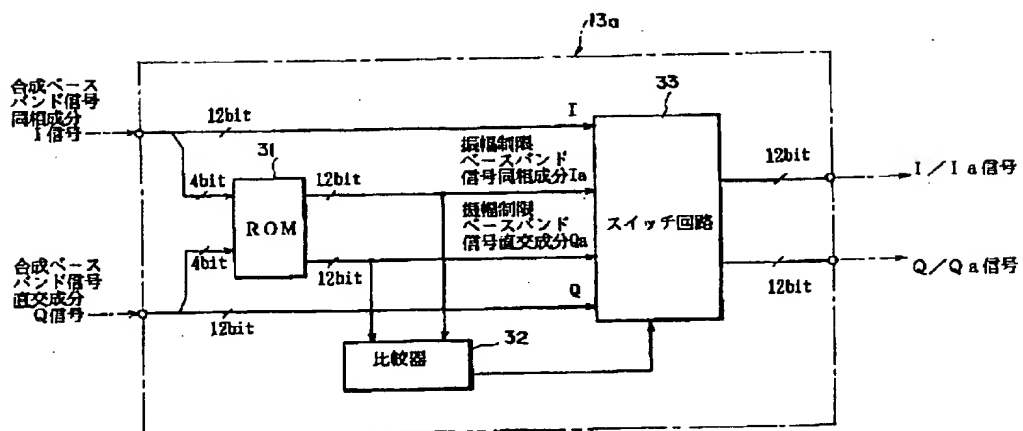 13a
合成ベース
バンド信号
同相成分
I信号
12bit
I
33
31
4bit
ROM
12bit
振幅制限
ベースバンド
信号同相成分Ia
12bit
I/Ia信号
スイッチ回路
振幅制限
ベースバンド
信号直交成分Qa
4bit
12bit
合成ベース
バンド信号
直交成分
Q信号
12bit
Q
12bit
Q/Qa信号
比較器
32